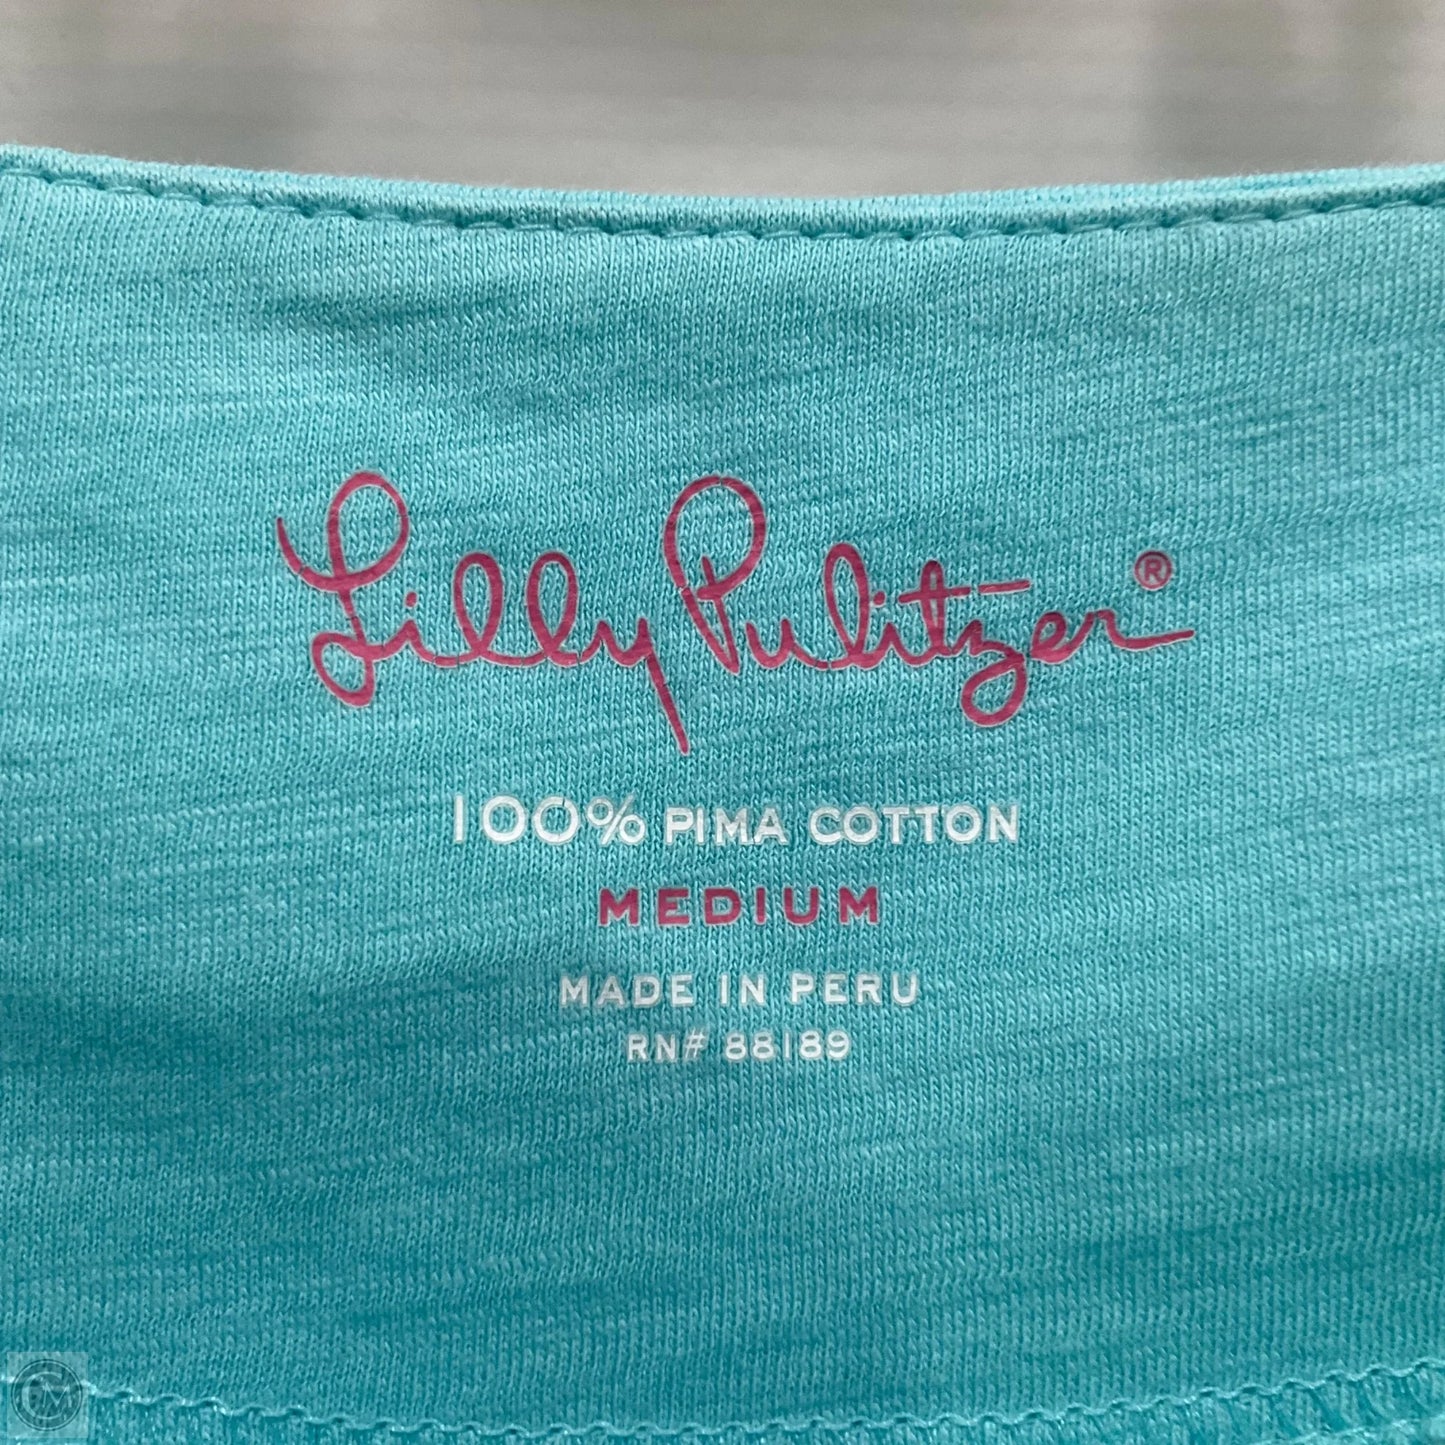 Lilly Pulitzer®
100% PIMA COTTON
MEDIUM
MADE IN PERU
RN# 88189